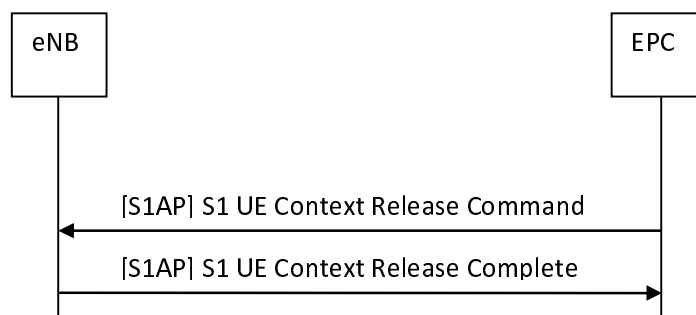 eNB
EPC
[S1AP] S1 UE Context Release Command
[S1AP] S1 UE Context Release Complete